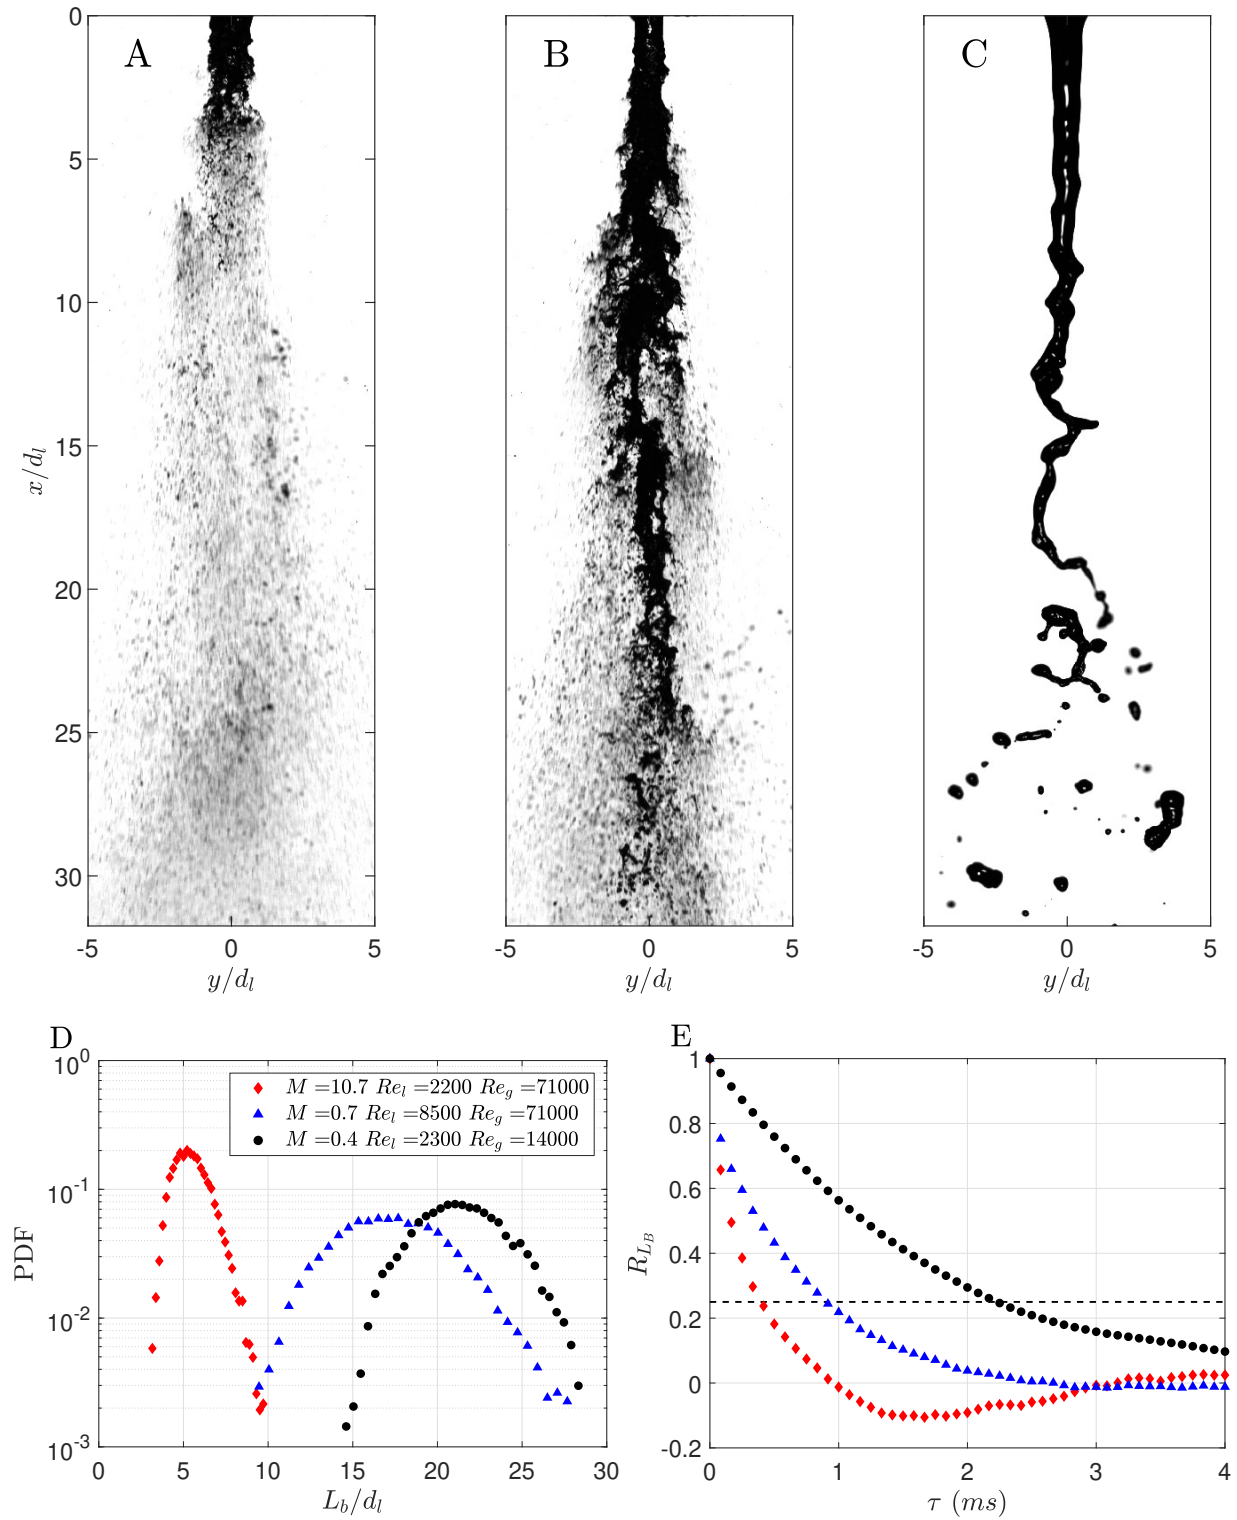 A
B
C
0
5
10
15
20
25
30
x/d_l
-5 0 5
-5 0 5
-5 0 5
y/d_l
y/d_l
y/d_l
D
10^0
10^-1
10^-2
10^-3
PDF
M =10.7 Re_l =2200 Re_g =71000
M =0.7 Re_l =8500 Re_g =71000
M =0.4 Re_l =2300 Re_g =14000
0 5 10 15 20 25 30
L_b/d_l
E
1
0.8
0.6
0.4
0.2
0
-0.2
R_{L_B}
0 1 2 3 4
τ (ms)